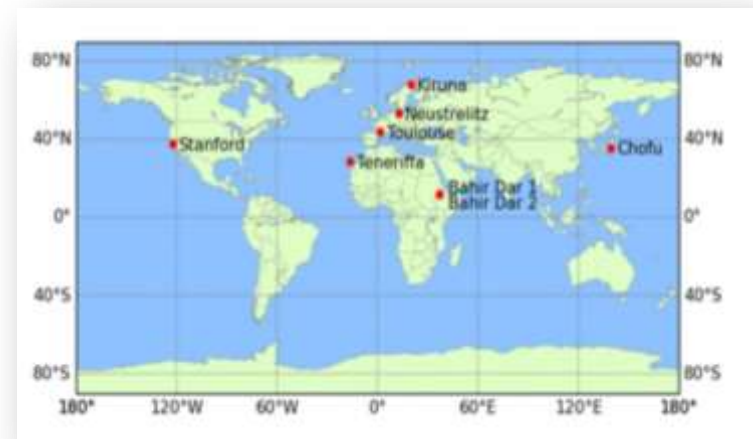 80°N
80°N
Kiruna
Neustrelitz
40°N
Stanford
Toulouse
40°N
Chofu
Teneriffa
Bahir Dar 1
Bahir Dar 2
0°
0°
40°S
40°S
80°S
80°S
180° 120°W 60°W 0° 60°E 120°E 180°